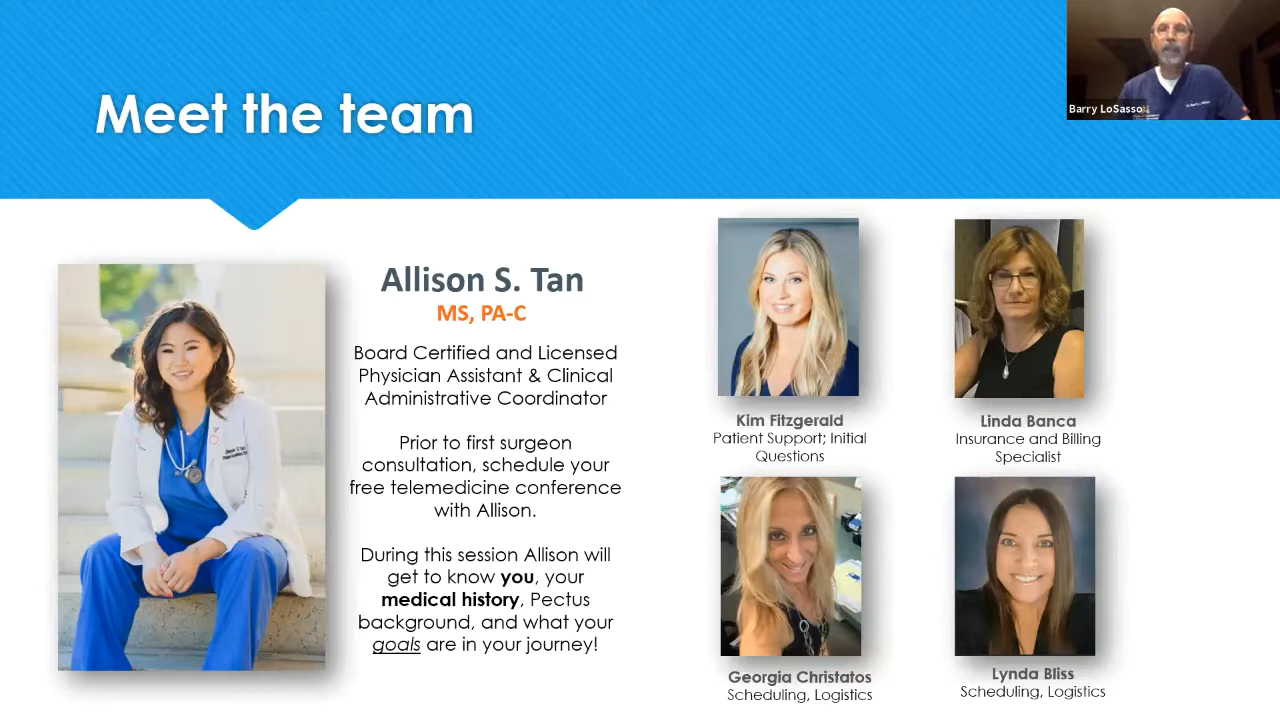 Meet the team
Barry LoSasso
Allison S. Tan
MS, PA-C
Board Certified and Licensed
Physician Assistant & Clinical
Administrative Coordinator
Prior to first surgeon
consultation, schedule your
free telemedicine conference
with Allison.
During this session Allison will
get to know you, your
medical history, Pectus
background, and what your
goals are in your journey!
Kim Fitzgerald
Patient Support; Initial
Questions
Linda Banca
Insurance and Billing
Specialist
Georgia Christatos
Scheduling, Logistics
Lynda Bliss
Scheduling, Logistics